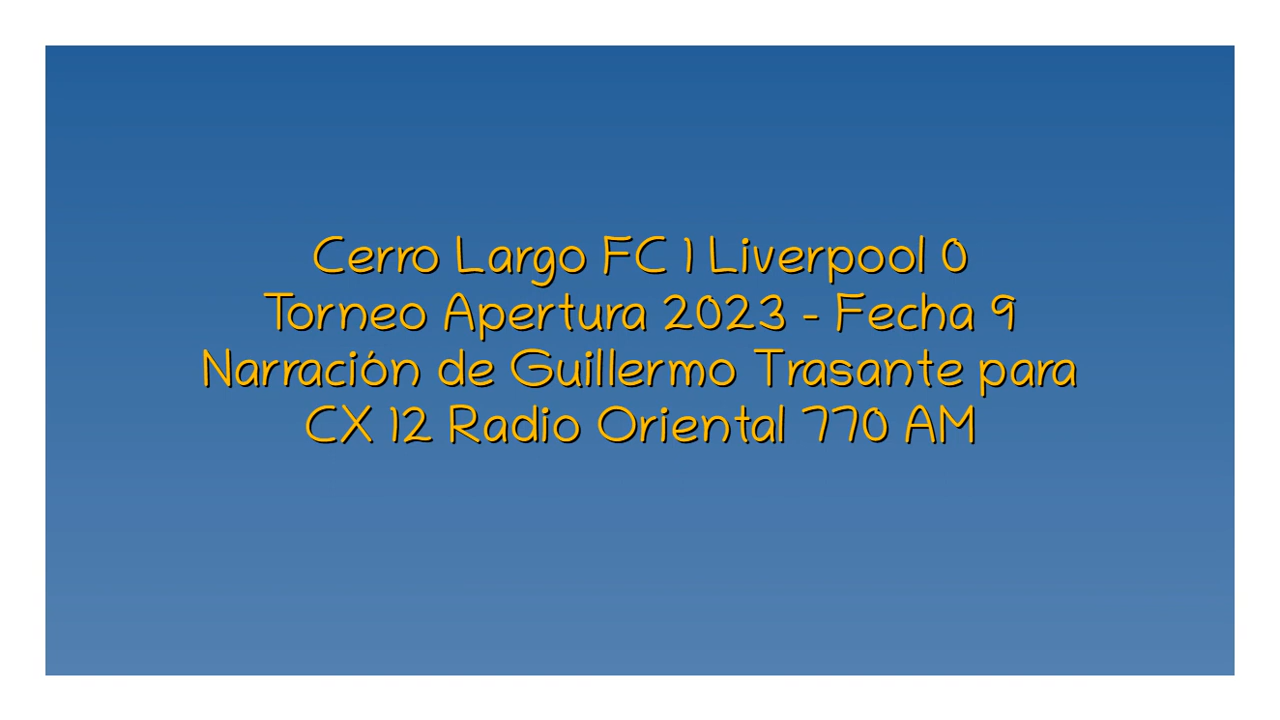 Cerro Largo FC 1 Liverpool 0
Torneo Apertura 2023 - Fecha 9
Narración de Guillermo Trasante para
CX 12 Radio Oriental 770 AM